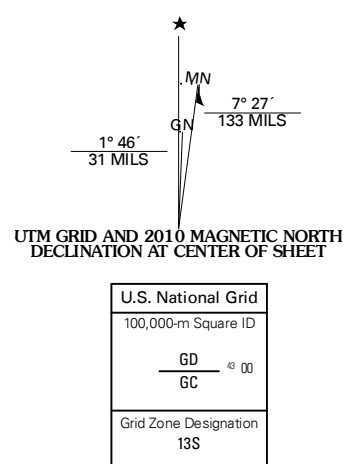 ★
MN
7° 27´
133 MILS
GN
1° 46´
31 MILS
UTM GRID AND 2010 MAGNETIC NORTH
DECLINATION AT CENTER OF SHEET
U.S. National Grid
100,000-m Square ID
GD
43 00
GC
Grid Zone Designation
13S